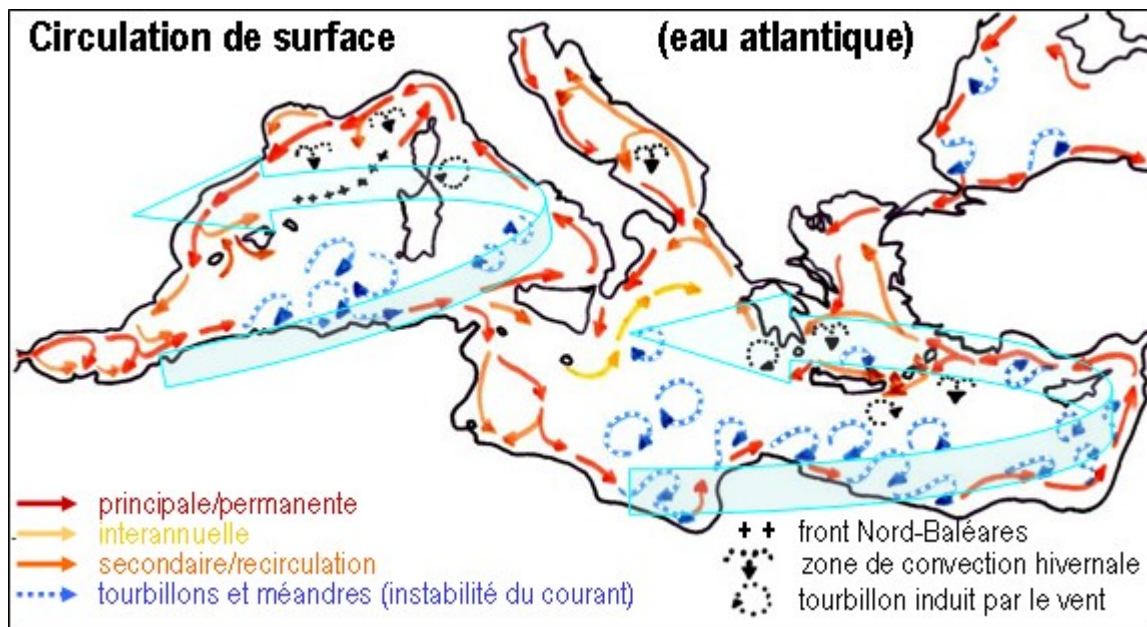 Circulation de surface (eau atlantique)
principale/permanente
interannuelle
secondaire/recirculation
tourbillons et méandres (instabilité du courant)
front Nord-Baléares
zone de convection hivernale
tourbillon induit par le vent